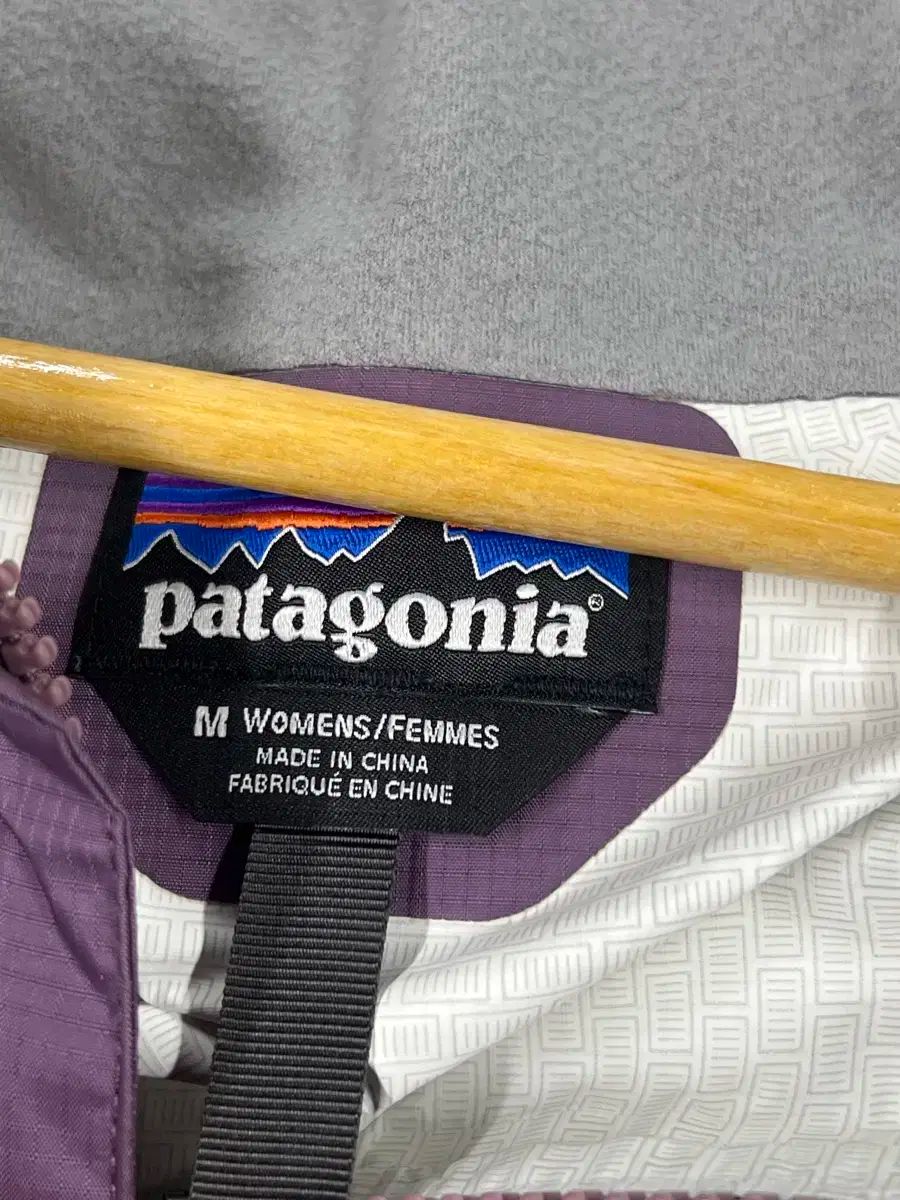 patagonia®
M WOMENS/FEMMES
MADE IN CHINA
FABRIQUÉ EN CHINE